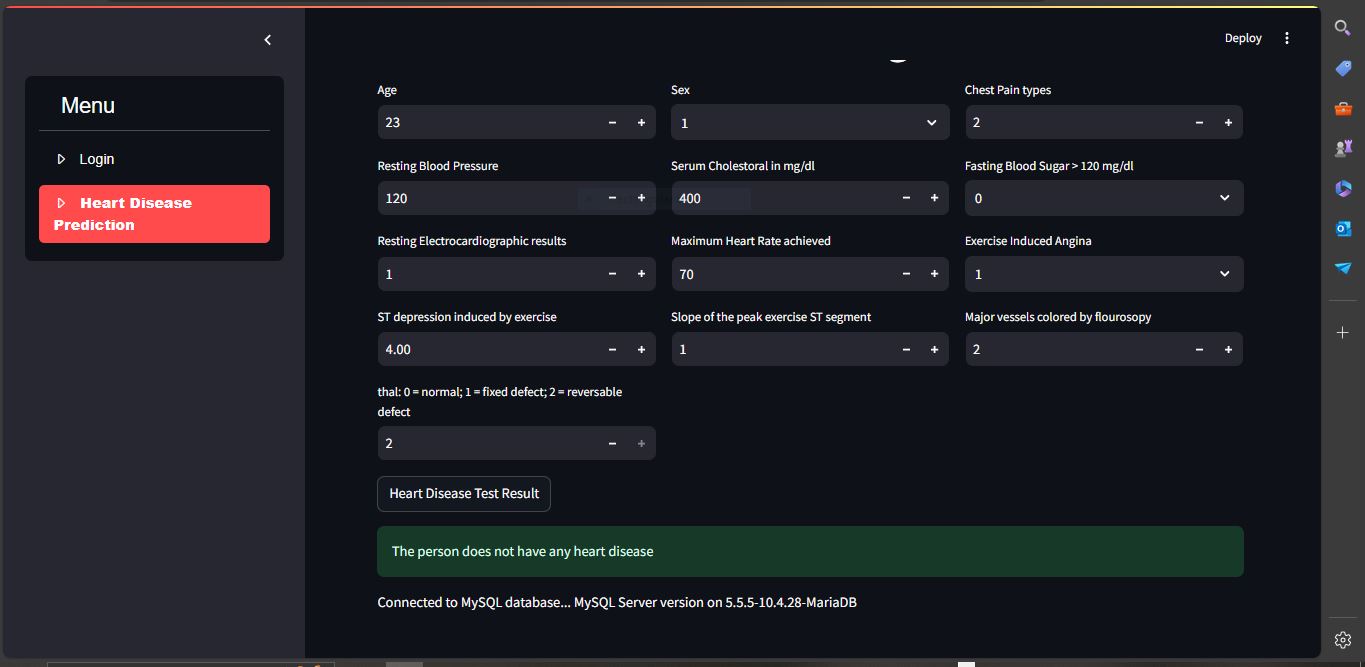 Deploy
Menu
Login
Heart Disease
Prediction
Age
Sex
Chest Pain types
23
1
2
Resting Blood Pressure
Serum Cholestoral in mg/dl
Fasting Blood Sugar > 120 mg/dl
120
400
0
Resting Electrocardiographic results
Maximum Heart Rate achieved
Exercise Induced Angina
1
70
1
ST depression induced by exercise
Slope of the peak exercise ST segment
Major vessels colored by flourosopy
4.00
1
2
thal: 0 = normal; 1 = fixed defect; 2 = reversable
defect
2
Heart Disease Test Result
The person does not have any heart disease
Connected to MySQL database... MySQL Server version on 5.5.5-10.4.28-MariaDB